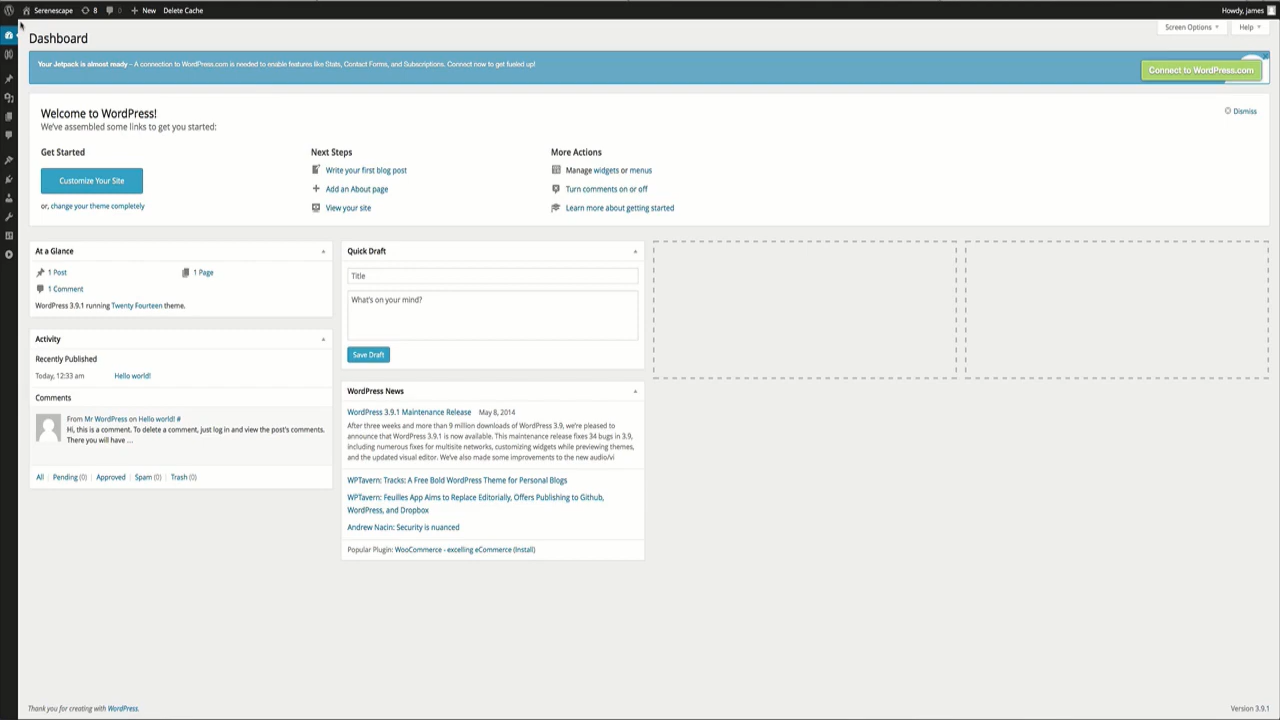 Serenescape 8 0 New Delete Cache Howdy, james
Dashboard Screen Options Help
Your Jetpack is almost ready – A connection to WordPress.com is needed to enable features like Stats, Contact Forms, and Subscriptions. Connect now to get fueled up!
Connect to WordPress.com
Welcome to WordPress!
We've assembled some links to get you started:
Dismiss
Get Started
Customize Your Site
or, change your theme completely
Next Steps
Write your first blog post
Add an About page
View your site
More Actions
Manage widgets or menus
Turn comments on or off
Learn more about getting started
At a Glance
1 Post 1 Page
1 Comment
WordPress 3.9.1 running Twenty Fourteen theme.
Activity
Recently Published
Today, 12:33 am Hello world!
Comments
From Mr WordPress on Hello world! #
Hi, this is a comment. To delete a comment, just log in and view the post's comments.
There you will have ...
All | Pending (0) | Approved | Spam (0) | Trash (0)
Quick Draft
Title
What's on your mind?
Save Draft
WordPress News
WordPress 3.9.1 Maintenance Release May 8, 2014
After three weeks and more than 9 million downloads of WordPress 3.9, we're pleased to
announce that WordPress 3.9.1 is now available. This maintenance release fixes 34 bugs in 3.9,
including numerous fixes for multisite networks, customizing widgets while previewing themes,
and the updated visual editor. We've also made some improvements to the new audio/vi
WPTavern: Tracks: A Free Bold WordPress Theme for Personal Blogs
WPTavern: Feuilles App Aims to Replace Editorially, Offers Publishing to Github,
WordPress, and Dropbox
Andrew Nacin: Security is nuanced
Popular Plugin: WooCommerce - excelling eCommerce (Install)
Thank you for creating with WordPress. Version 3.9.1